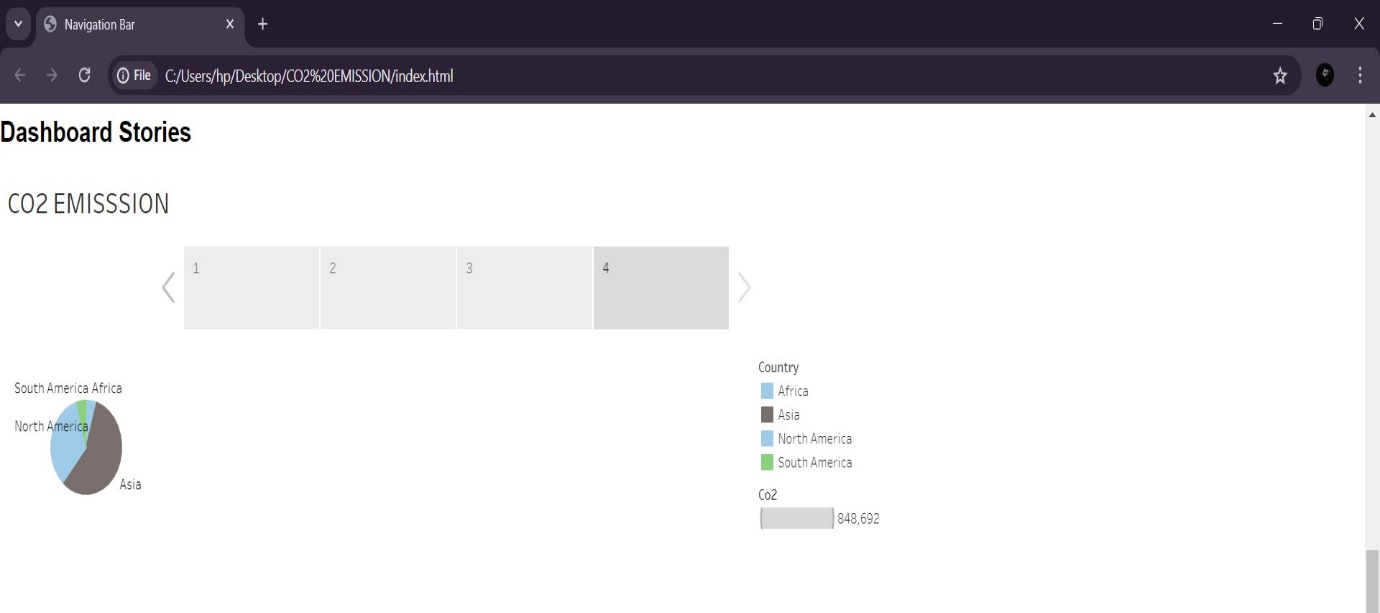 Navigation Bar
File C:/Users/hp/Desktop/CO2%20EMISSION/index.html
Dashboard Stories
CO2 EMISSSION
1 2 3 4
South America Africa
North America
Asia
Country
Africa
Asia
North America
South America
Co2
848,692